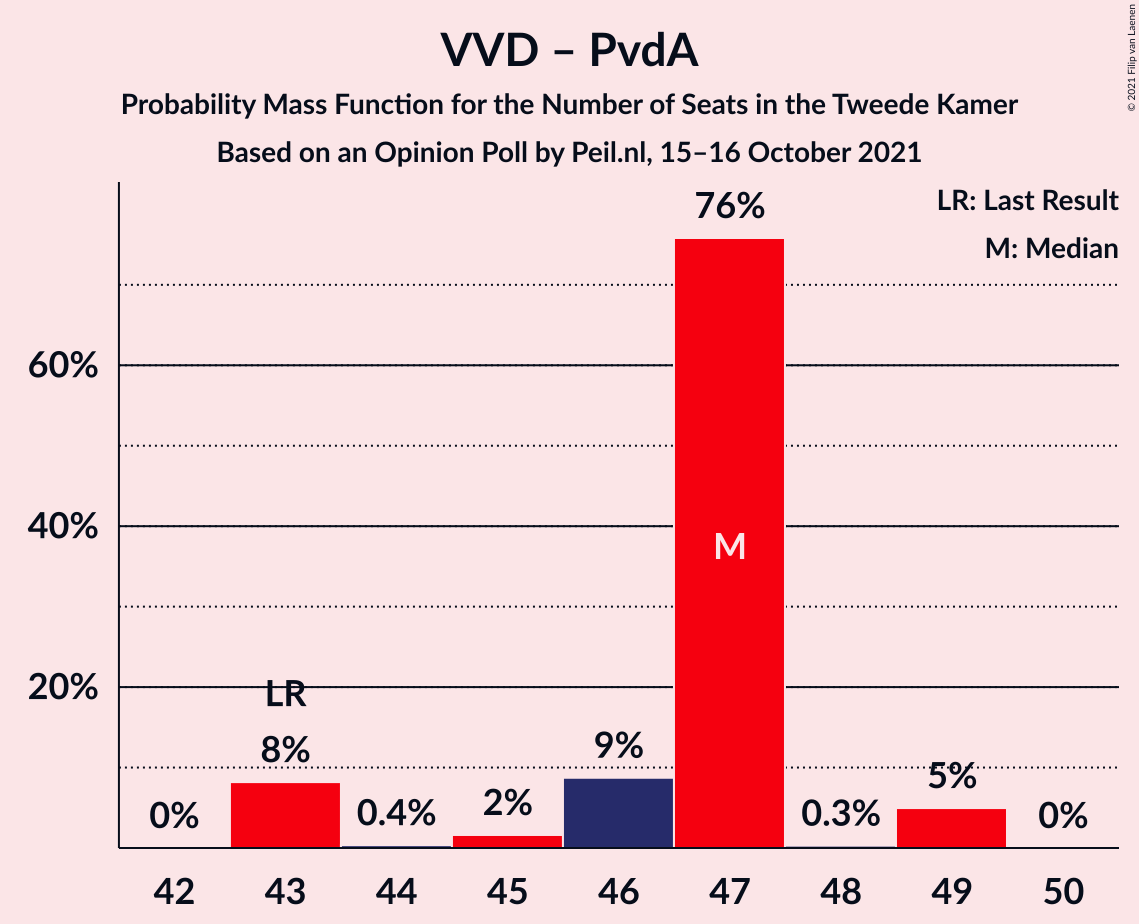 VVD – PvdA
Probability Mass Function for the Number of Seats in the Tweede Kamer
Based on an Opinion Poll by Peil.nl, 15–16 October 2021
© 2021 Filip van Laenen
LR: Last Result
M: Median
60%
40%
20%
0%
LR
8%
0.4%
2%
9%
76%
M
0.3%
5%
0%
42 43 44 45 46 47 48 49 50